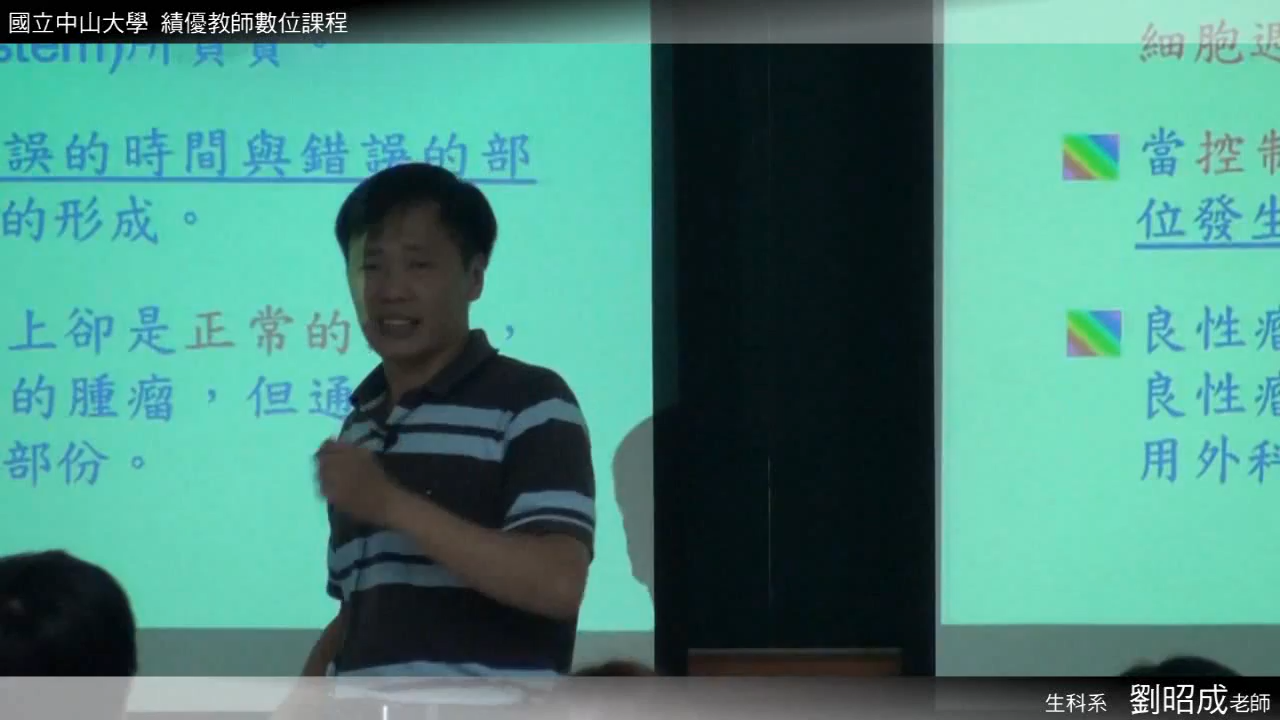 國立中山大學 績優教師數位課程
stem)所負責。
誤的時間與錯誤的部
的形成。
上卻是正常的
，
的腫瘤，但通
部份。
細胞週
當控制
位發生
良性瘤
良性瘤
用外科
生科系 劉昭成老師